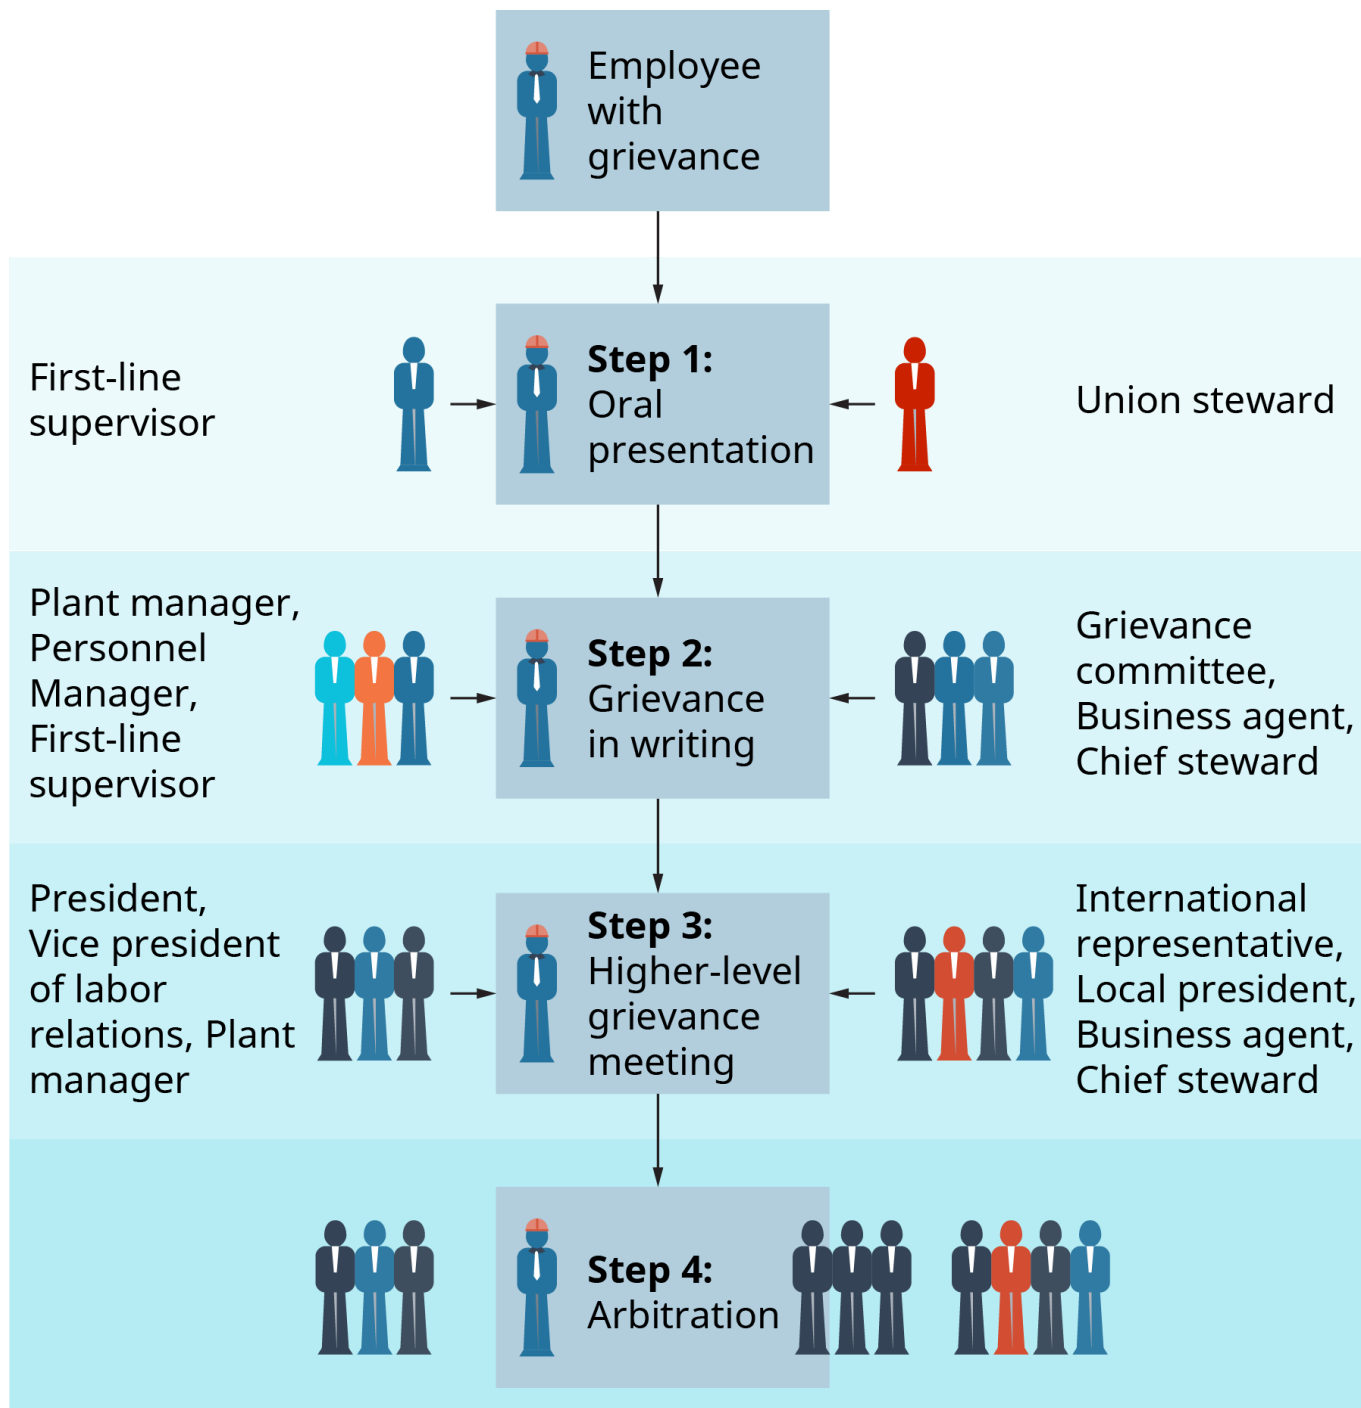 Employee
with
grievance
First-line
supervisor
Step 1:
Oral
presentation
Union steward
Plant manager,
Personnel
Manager,
First-line
supervisor
Step 2:
Grievance
in writing
Grievance
committee,
Business agent,
Chief steward
President,
Vice president
of labor
relations, Plant
manager
Step 3:
Higher-level
grievance
meeting
International
representative,
Local president,
Business agent,
Chief steward
Step 4:
Arbitration